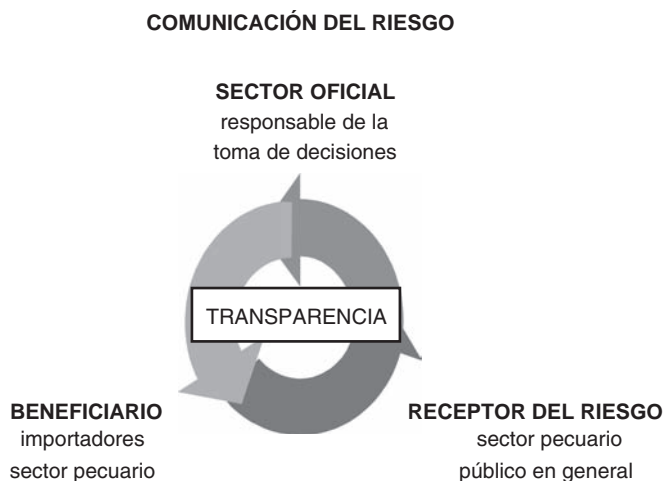 COMUNICACIÓN DEL RIESGO
SECTOR OFICIAL
responsable de la
toma de decisiones
TRANSPARENCIA
BENEFICIARIO
importadores
sector pecuario
RECEPTOR DEL RIESGO
sector pecuario
público en general